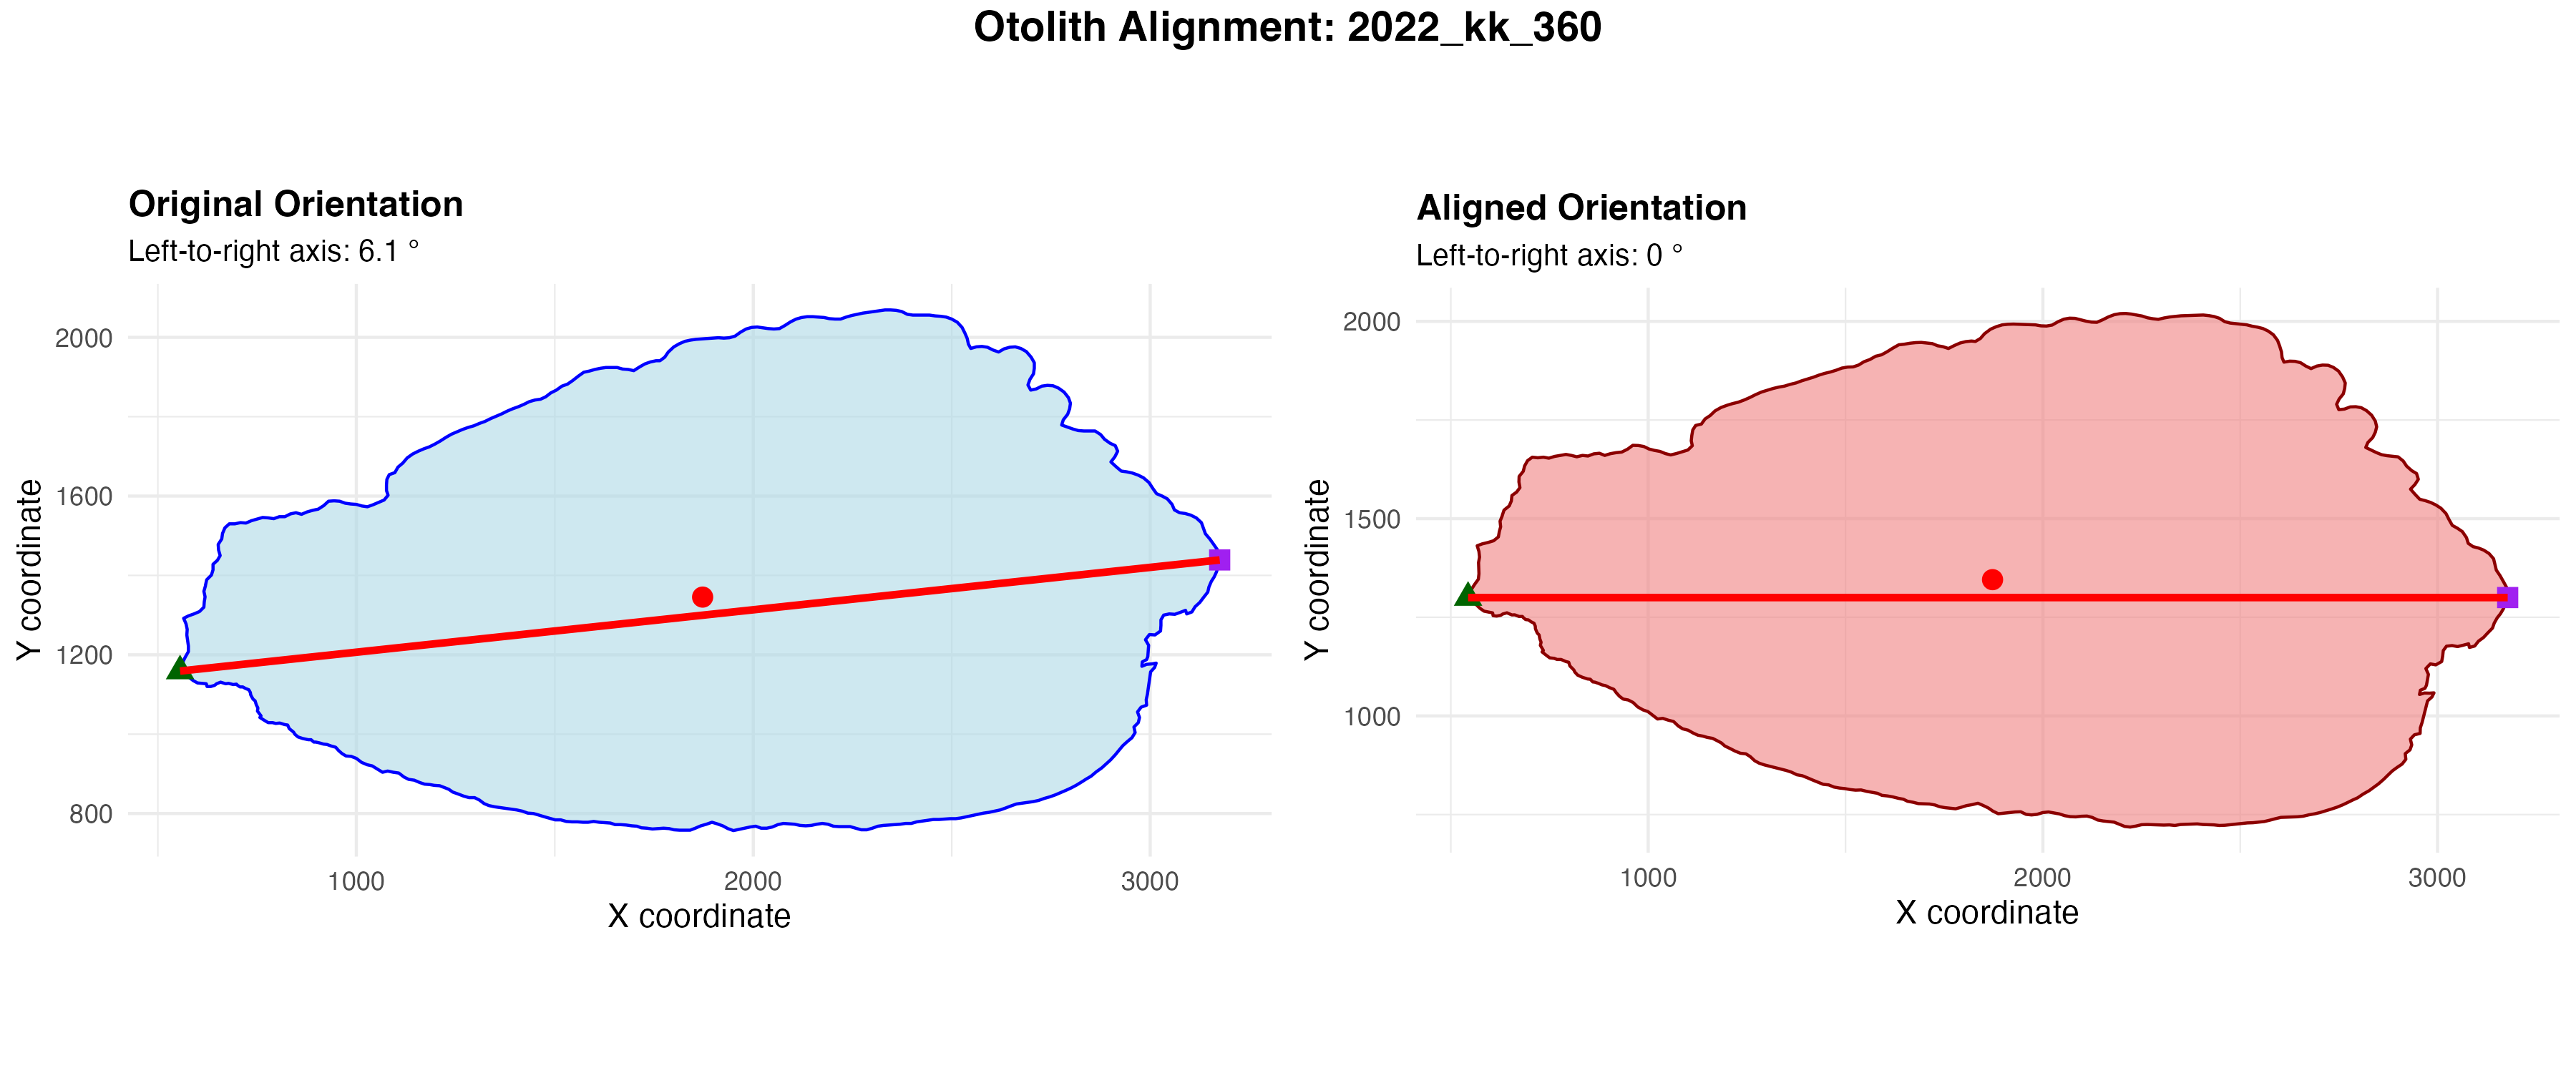 Otolith Alignment: 2022_kk_360
Original Orientation
Left-to-right axis: 6.1 °
2000
1600
1200
800
Y coordinate
1000
2000
3000
X coordinate
Aligned Orientation
Left-to-right axis: 0 °
2000
1500
1000
Y coordinate
1000
2000
3000
X coordinate